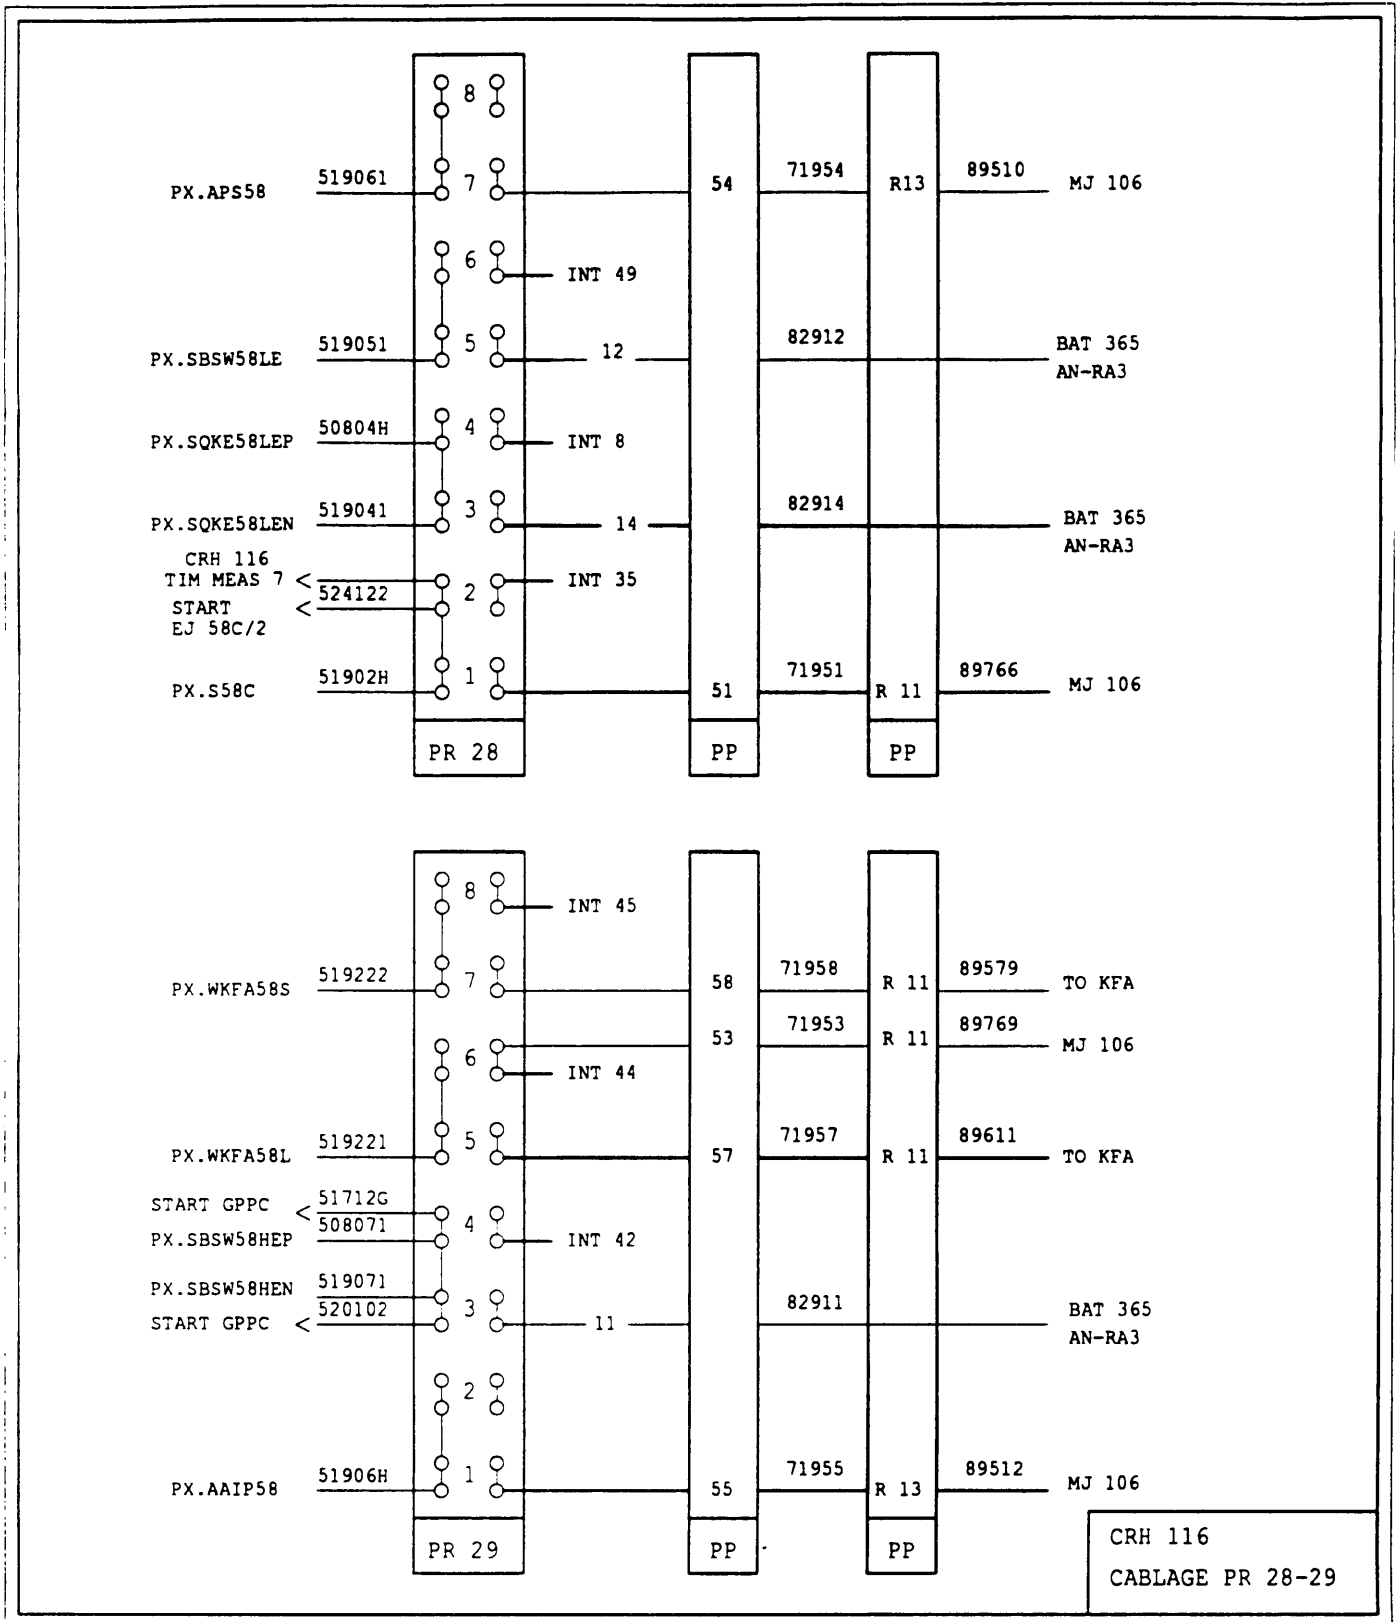 8
PX.APS58 519061 7 54 71954 R13 89510 MJ 106
6 INT 49
PX.SBSW58LE 519051 5 12 82912 BAT 365
AN-RA3
PX.SQKE58LEP 50804H 4 INT 8
PX.SQKE58LEN 519041 3 14 82914 BAT 365
AN-RA3
CRH 116
TIM MEAS 7 < 2 INT 35
START < 524122
EJ 58C/2
PX.S58C 51902H 1 51 71951 R 11 89766 MJ 106
PR 28 PP PP
8 INT 45
PX.WKFA58S 519222 7 58 71958 R 11 89579 TO KFA
6 53 71953 R 11 89769 MJ 106
INT 44
PX.WKFA58L 519221 5 57 71957 R 11 89611 TO KFA
START GPPC < 51712G 4
PX.SBSW58HEP 508071 INT 42
PX.SBSW58HEN 519071 3
START GPPC < 520102 11 82911 BAT 365
AN-RA3
2
PX.AAIP58 51906H 1 55 71955 R 13 89512 MJ 106
PR 29 PP PP
CRH 116
CABLAGE PR 28-29